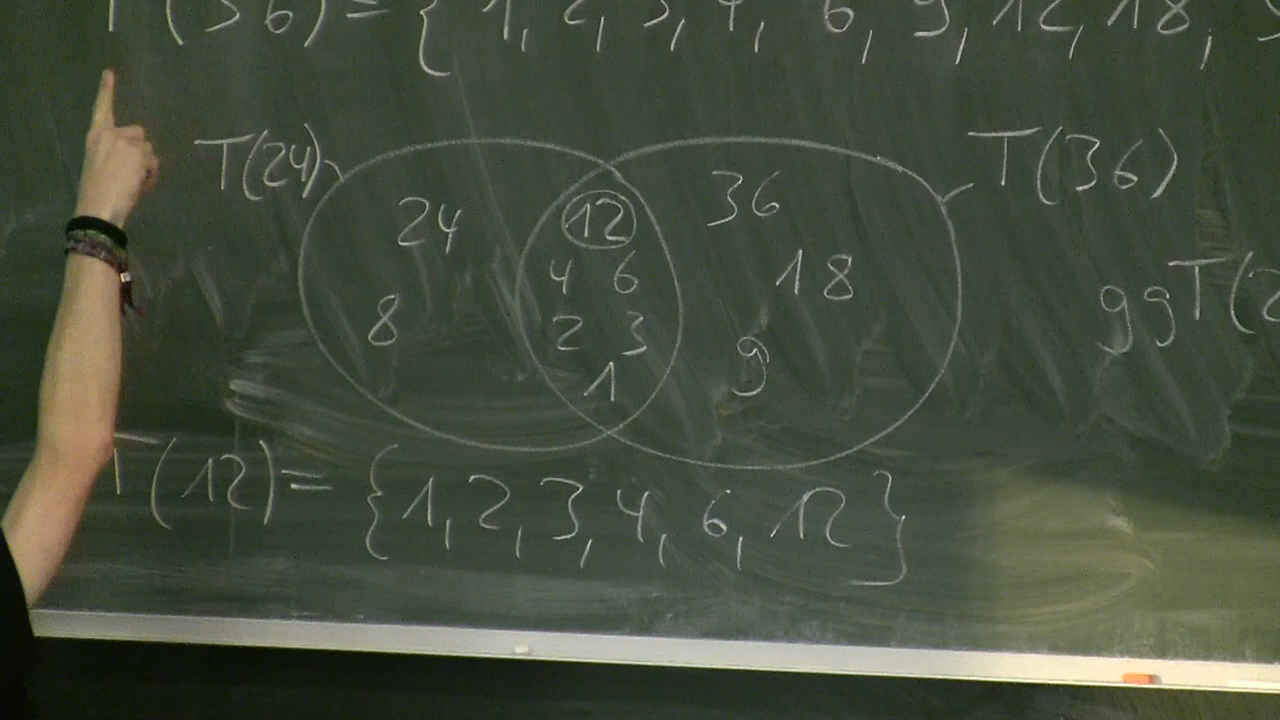 T(36) = { 1, 2, 3, 4, 6, 9, 12, 18, 3
T(24)
T(36)
24
12
36
4 6
18
8
2 3
9
1
ggT(2
T(12) = { 1, 2, 3, 4, 6, 12 }